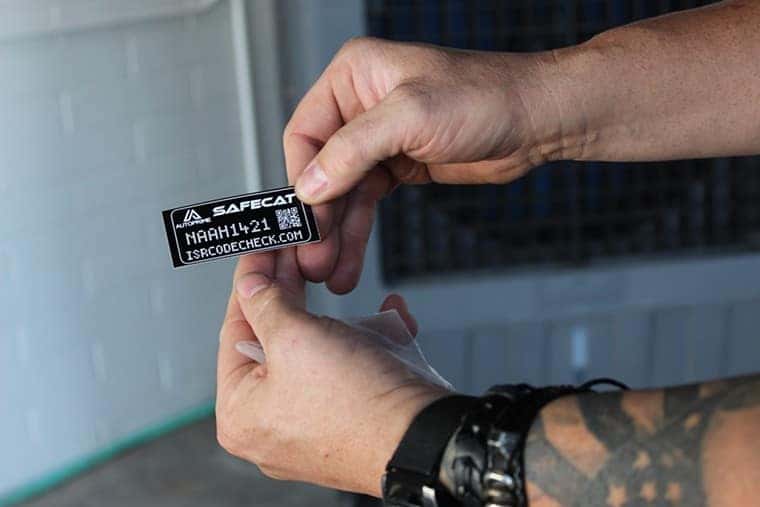 SAFECAT
AUTOPRIME
NAAH1421
ISRCODECHECK.COM